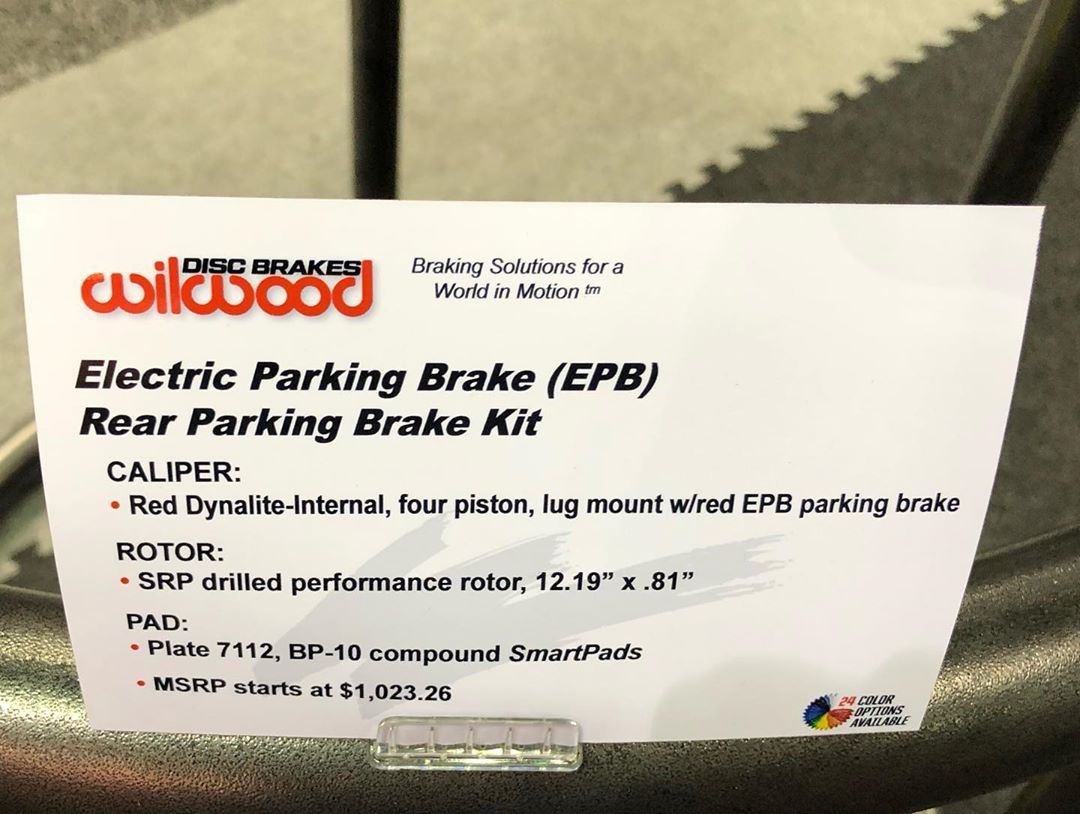 DISC BRAKES
wilwood
Braking Solutions for a
World in Motion tm
Electric Parking Brake (EPB)
Rear Parking Brake Kit
CALIPER:
• Red Dynalite-Internal, four piston, lug mount w/red EPB parking brake
ROTOR:
• SRP drilled performance rotor, 12.19” x .81”
PAD:
• Plate 7112, BP-10 compound SmartPads
• MSRP starts at $1,023.26
24 COLOR
OPTIONS
AVAILABLE